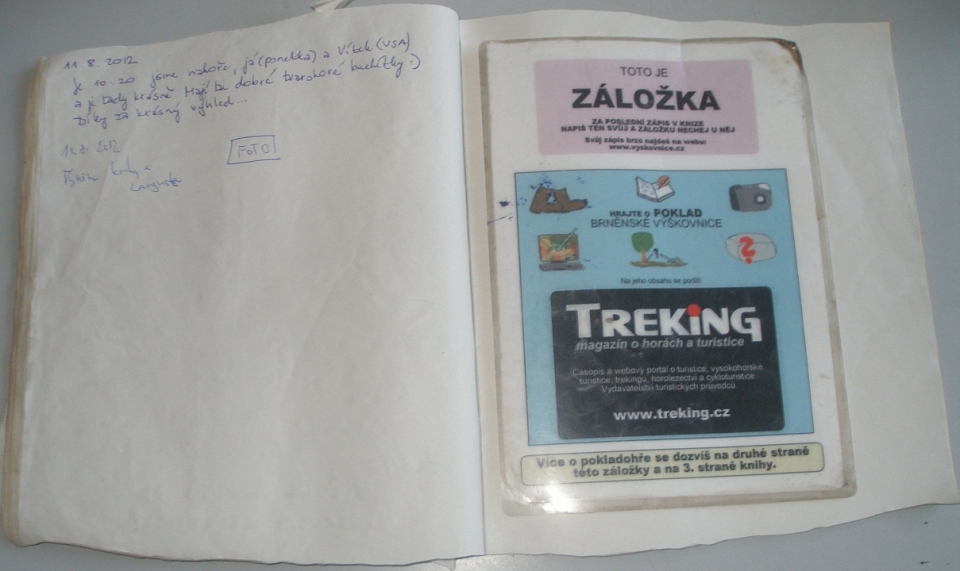 11.8.2012
Je 10.20 jsme nahoře, já (ponetka) a Vítek (USA)
a je tady krásně. Mají tu dobré tvarohové buchtičky :)
Díky za krásný výhled...
2012
FOTO
TOTO JE
ZÁLOŽKA
ZA POSLEDNÍ ZÁPIS V KNIZE
NAPIŠ TEN SVŮJ A ZÁLOŽKU NECHEJ U NĚJ
Svůj zápis brzo najdeš na webu:
www.vyskovnice.cz
HRAJTE O POKLAD
BRNĚNSKÉ VÝŠKOVNICE
?
Na jeho obsahu se podílí:
TREKiNG
magazín o horách a turistice
Časopis a webový portál o turistice, vysokohorské
turistice, trekingu, horolezectví a cykloturistice.
Vydavatelství turistických průvodců.
www.treking.cz
Více o pokladohře se dozvíš na druhé straně
této záložky a na 3. straně knihy.